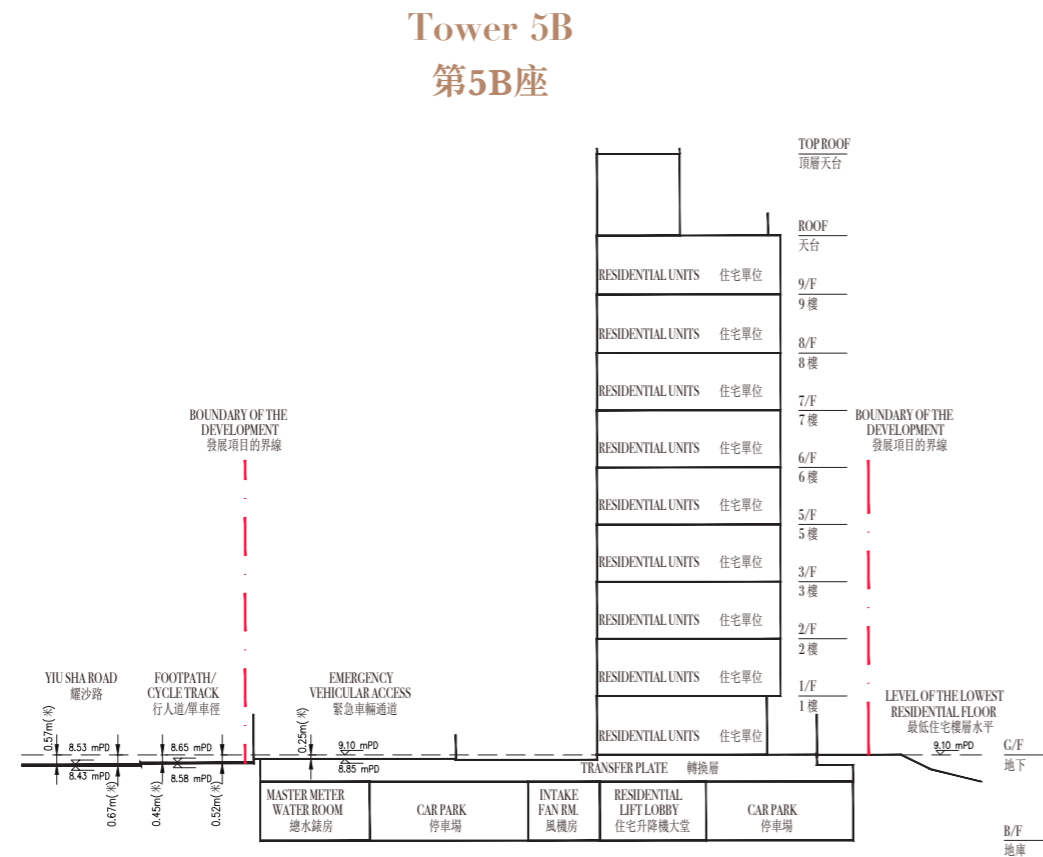 Tower 5B
第5B座
TOP ROOF
頂層天台
ROOF
天台
RESIDENTIAL UNITS 住宅單位
9/F
9 樓
RESIDENTIAL UNITS 住宅單位
8/F
8 樓
RESIDENTIAL UNITS 住宅單位
7/F
7 樓
BOUNDARY OF THE
DEVELOPMENT
發展項目的界線
BOUNDARY OF THE
DEVELOPMENT
發展項目的界線
RESIDENTIAL UNITS 住宅單位
6/F
6 樓
RESIDENTIAL UNITS 住宅單位
5/F
5 樓
RESIDENTIAL UNITS 住宅單位
3/F
3 樓
RESIDENTIAL UNITS 住宅單位
2/F
2 樓
RESIDENTIAL UNITS 住宅單位
1/F
1 樓
YIU SHA ROAD
耀沙路
FOOTPATH/
CYCLE TRACK
行人道/單車徑
EMERGENCY
VEHICULAR ACCESS
緊急車輛通道
LEVEL OF THE LOWEST
RESIDENTIAL FLOOR
最低住宅樓層水平
RESIDENTIAL UNITS 住宅單位
0.57m(米)
8.53 mPD
8.43 mPD
0.67m(米)
0.45m(米)
8.65 mPD
8.58 mPD
0.52m(米)
0.25m(米)
9.10 mPD
8.85 mPD
9.10 mPD
G/F
地下
TRANSFER PLATE 轉換層
MASTER METER
WATER ROOM
總水錶房
CAR PARK
停車場
INTAKE
FAN RM.
風機房
RESIDENTIAL
LIFT LOBBY
住宅升降機大堂
CAR PARK
停車場
B/F
地庫